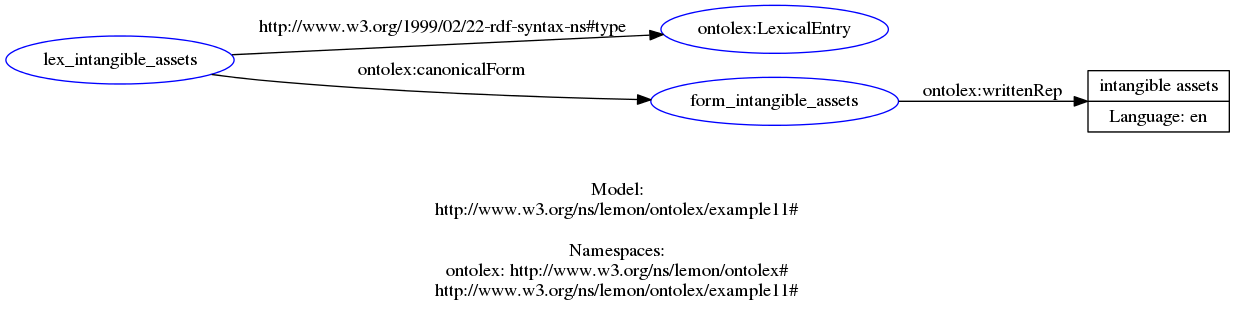 lex_intangible_assets
http://www.w3.org/1999/02/22-rdf-syntax-ns#type
ontolex:LexicalEntry
ontolex:canonicalForm
form_intangible_assets
ontolex:writtenRep
intangible assets
Language: en
Model:
http://www.w3.org/ns/lemon/ontolex/example11#
Namespaces:
ontolex: http://www.w3.org/ns/lemon/ontolex#
http://www.w3.org/ns/lemon/ontolex/example11#